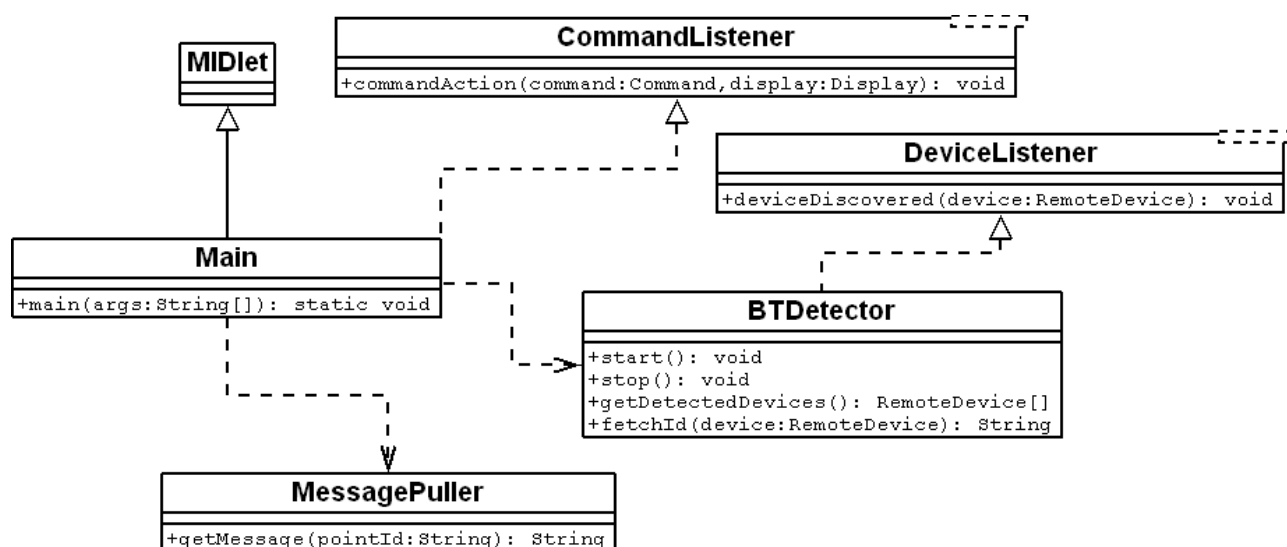 CommandListener
+commandAction(command:Command,display:Display): void
MIDlet
DeviceListener
+deviceDiscovered(device:RemoteDevice): void
Main
+main(args:String[]): static void
BTDetector
+start(): void
+stop(): void
+getDetectedDevices(): RemoteDevice[]
+fetchId(device:RemoteDevice): String
MessagePuller
+getMessage(pointId:String): String